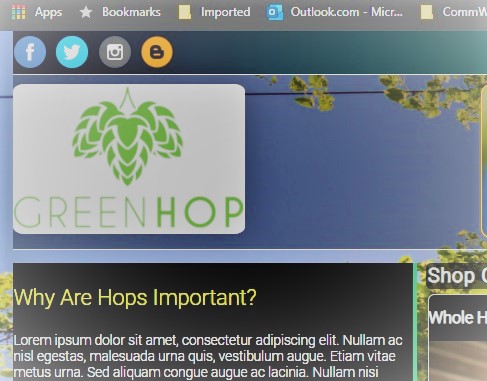 Apps Bookmarks Imported Outlook.com - Micr...
GREENHOP
Why Are Hops Important?
Shop
Lorem ipsum dolor sit amet, consectetur adipiscing elit. Nullam ac
nisl egestas, malesuada urna quis, vestibulum augue. Etiam vitae
metus urna. Sed aliquam congue augue ac lacinia. Nullam nisi
Whole